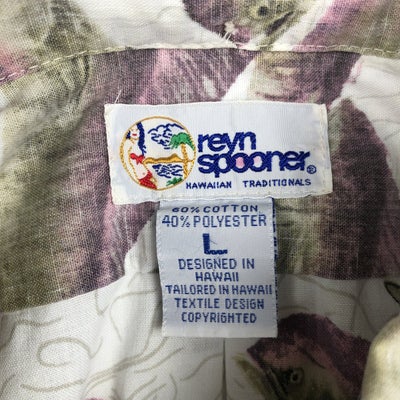 reyn
spooner®
HAWAIIAN TRADITIONALS
60% COTTON
40% POLYESTER
L
DESIGNED IN
HAWAII
TAILORED IN HAWAII
TEXTILE DESIGN
COPYRIGHTED